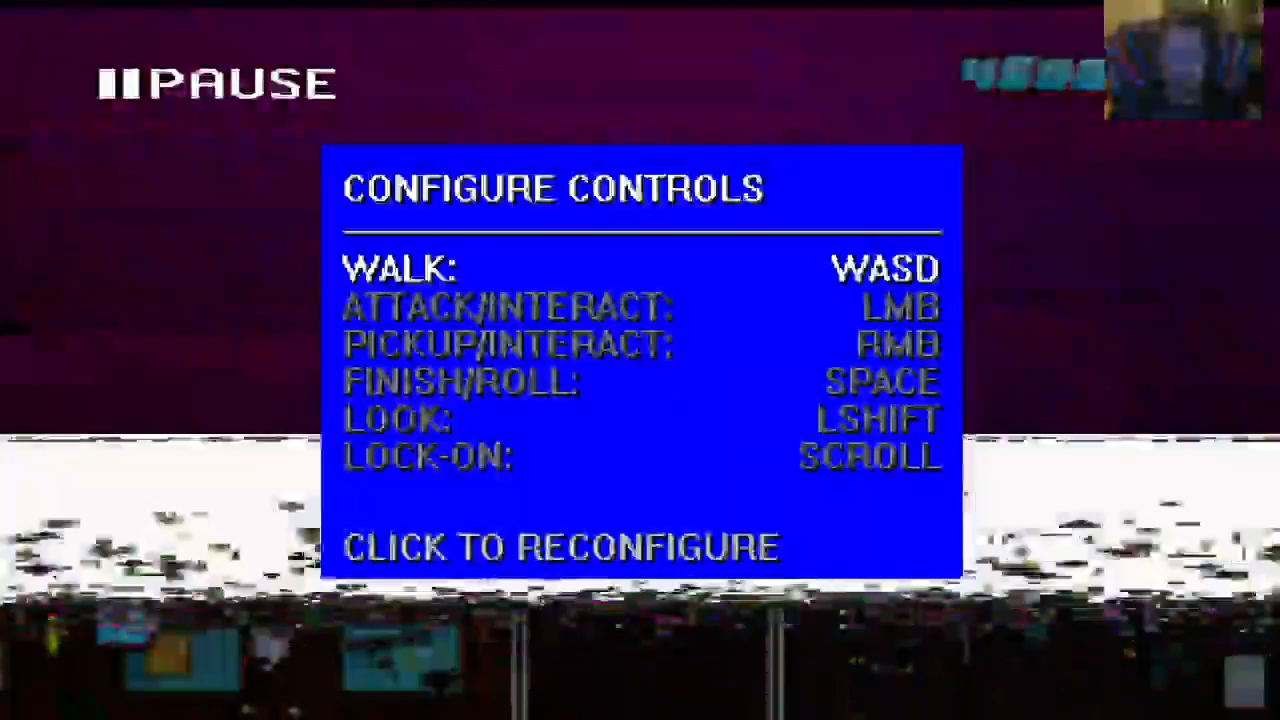 PAUSE
CONFIGURE CONTROLS
WALK: WASD
ATTACK/INTERACT: LMB
PICKUP/INTERACT: RMB
FINISH/ROLL: SPACE
LOOK: LSHIFT
LOCK-ON: SCROLL
CLICK TO RECONFIGURE